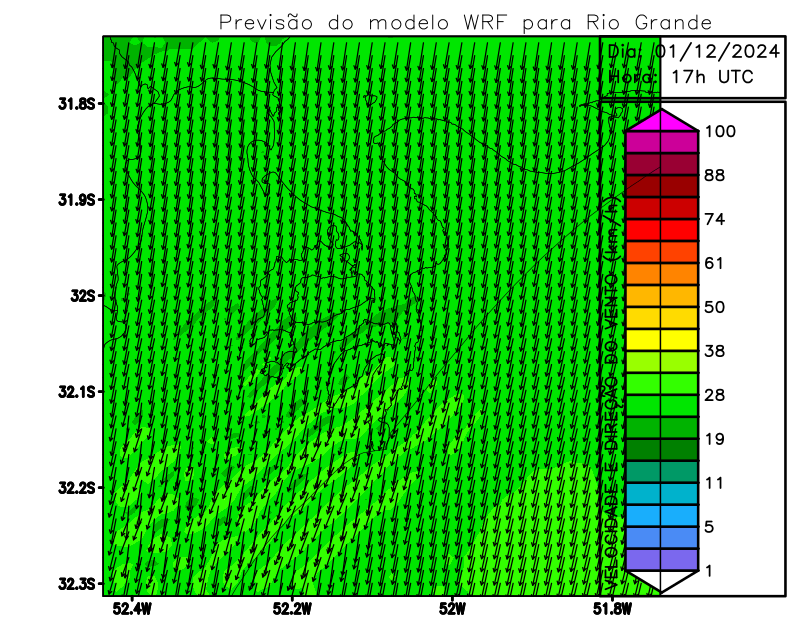 Previsão do modelo WRF para Rio Grande
Dia: 01/12/2024
Hora: 17h UTC
31.8S
31.9S
32S
32.1S
32.2S
32.3S
52.4W
52.2W
52W
51.8W
VELOCIDADE E DIREÇÃO DO VENTO (km/h)
100
88
74
61
50
38
28
19
11
5
1